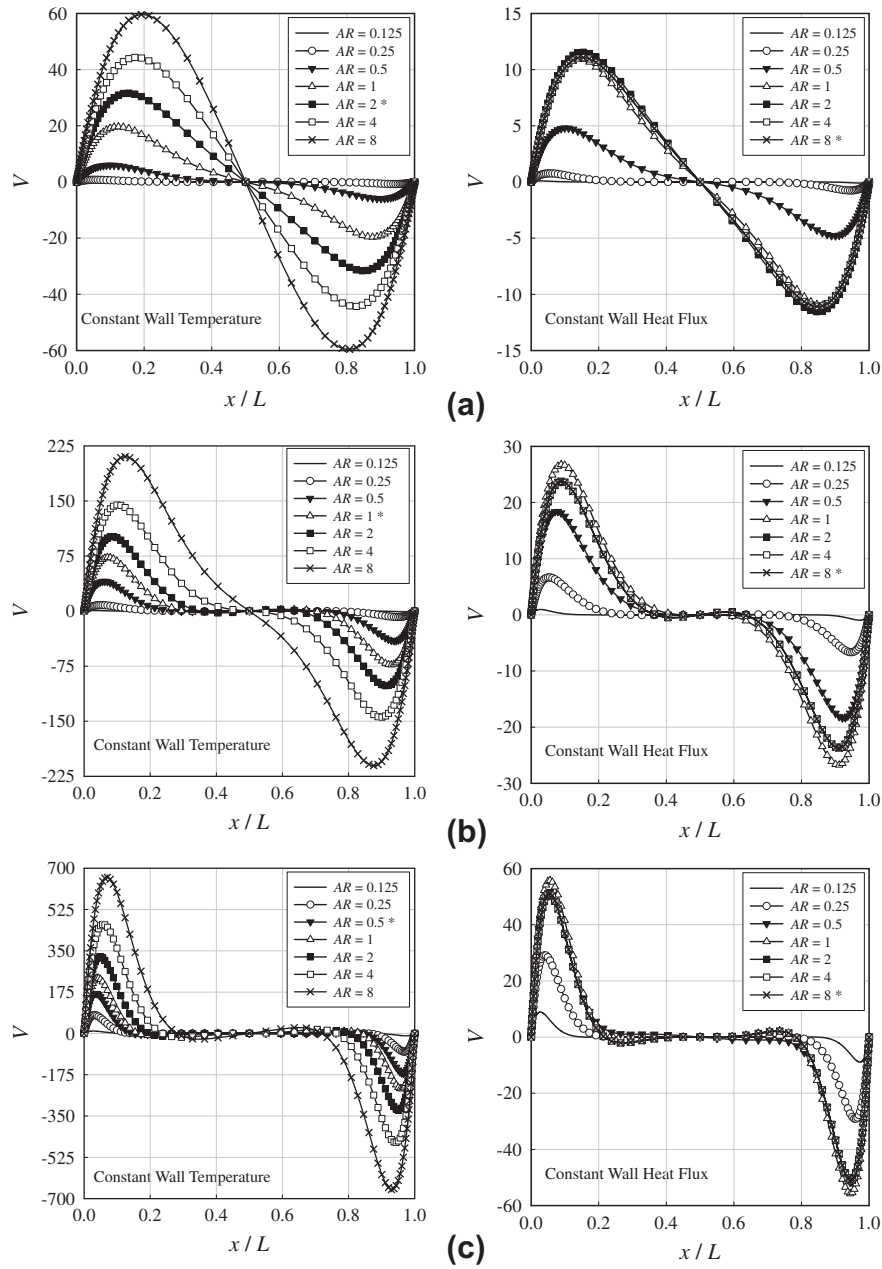 60
40
20
0
-20
-40
-60
V
AR = 0.125
AR = 0.25
AR = 0.5
AR = 1
AR = 2 *
AR = 4
AR = 8
Constant Wall Temperature
0.0 0.2 0.4 0.6 0.8 1.0
x / L
15
10
5
0
-5
-10
-15
V
AR = 0.125
AR = 0.25
AR = 0.5
AR = 1
AR = 2
AR = 4
AR = 8 *
Constant Wall Heat Flux
0.0 0.2 0.4 0.6 0.8 1.0
x / L
(a)
225
150
75
0
-75
-150
-225
V
AR = 0.125
AR = 0.25
AR = 0.5
AR = 1 *
AR = 2
AR = 4
AR = 8
Constant Wall Temperature
0.0 0.2 0.4 0.6 0.8 1.0
x / L
30
20
10
0
-10
-20
-30
V
AR = 0.125
AR = 0.25
AR = 0.5
AR = 1
AR = 2
AR = 4
AR = 8 *
Constant Wall Heat Flux
0.0 0.2 0.4 0.6 0.8 1.0
x / L
(b)
700
525
350
175
0
-175
-350
-525
-700
V
AR = 0.125
AR = 0.25
AR = 0.5 *
AR = 1
AR = 2
AR = 4
AR = 8
Constant Wall Temperature
0.0 0.2 0.4 0.6 0.8 1.0
x / L
60
40
20
0
-20
-40
-60
V
AR = 0.125
AR = 0.25
AR = 0.5
AR = 1
AR = 2
AR = 4
AR = 8 *
Constant Wall Heat Flux
0.0 0.2 0.4 0.6 0.8 1.0
x / L
(c)